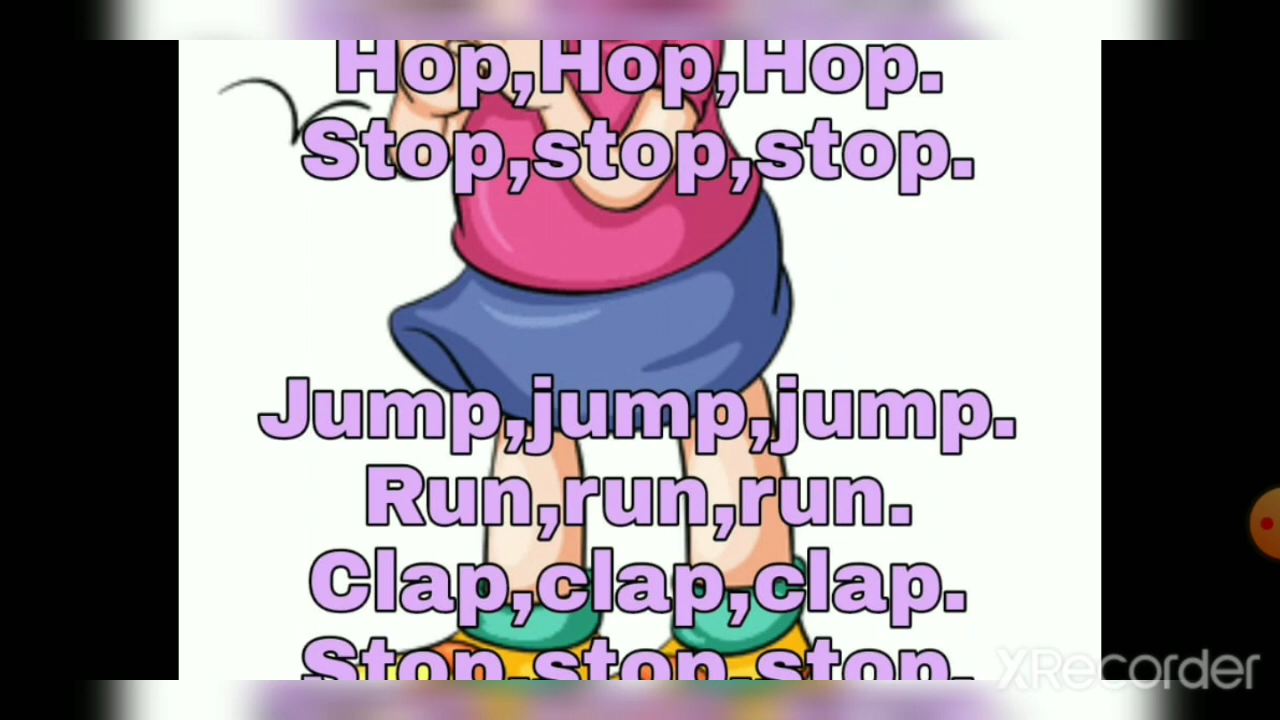 Hop,Hop,Hop.
Stop,stop,stop.
Jump,jump,jump.
Run,run,run.
Clap,clap,clap.
Stop,stop,stop.
XRecorder